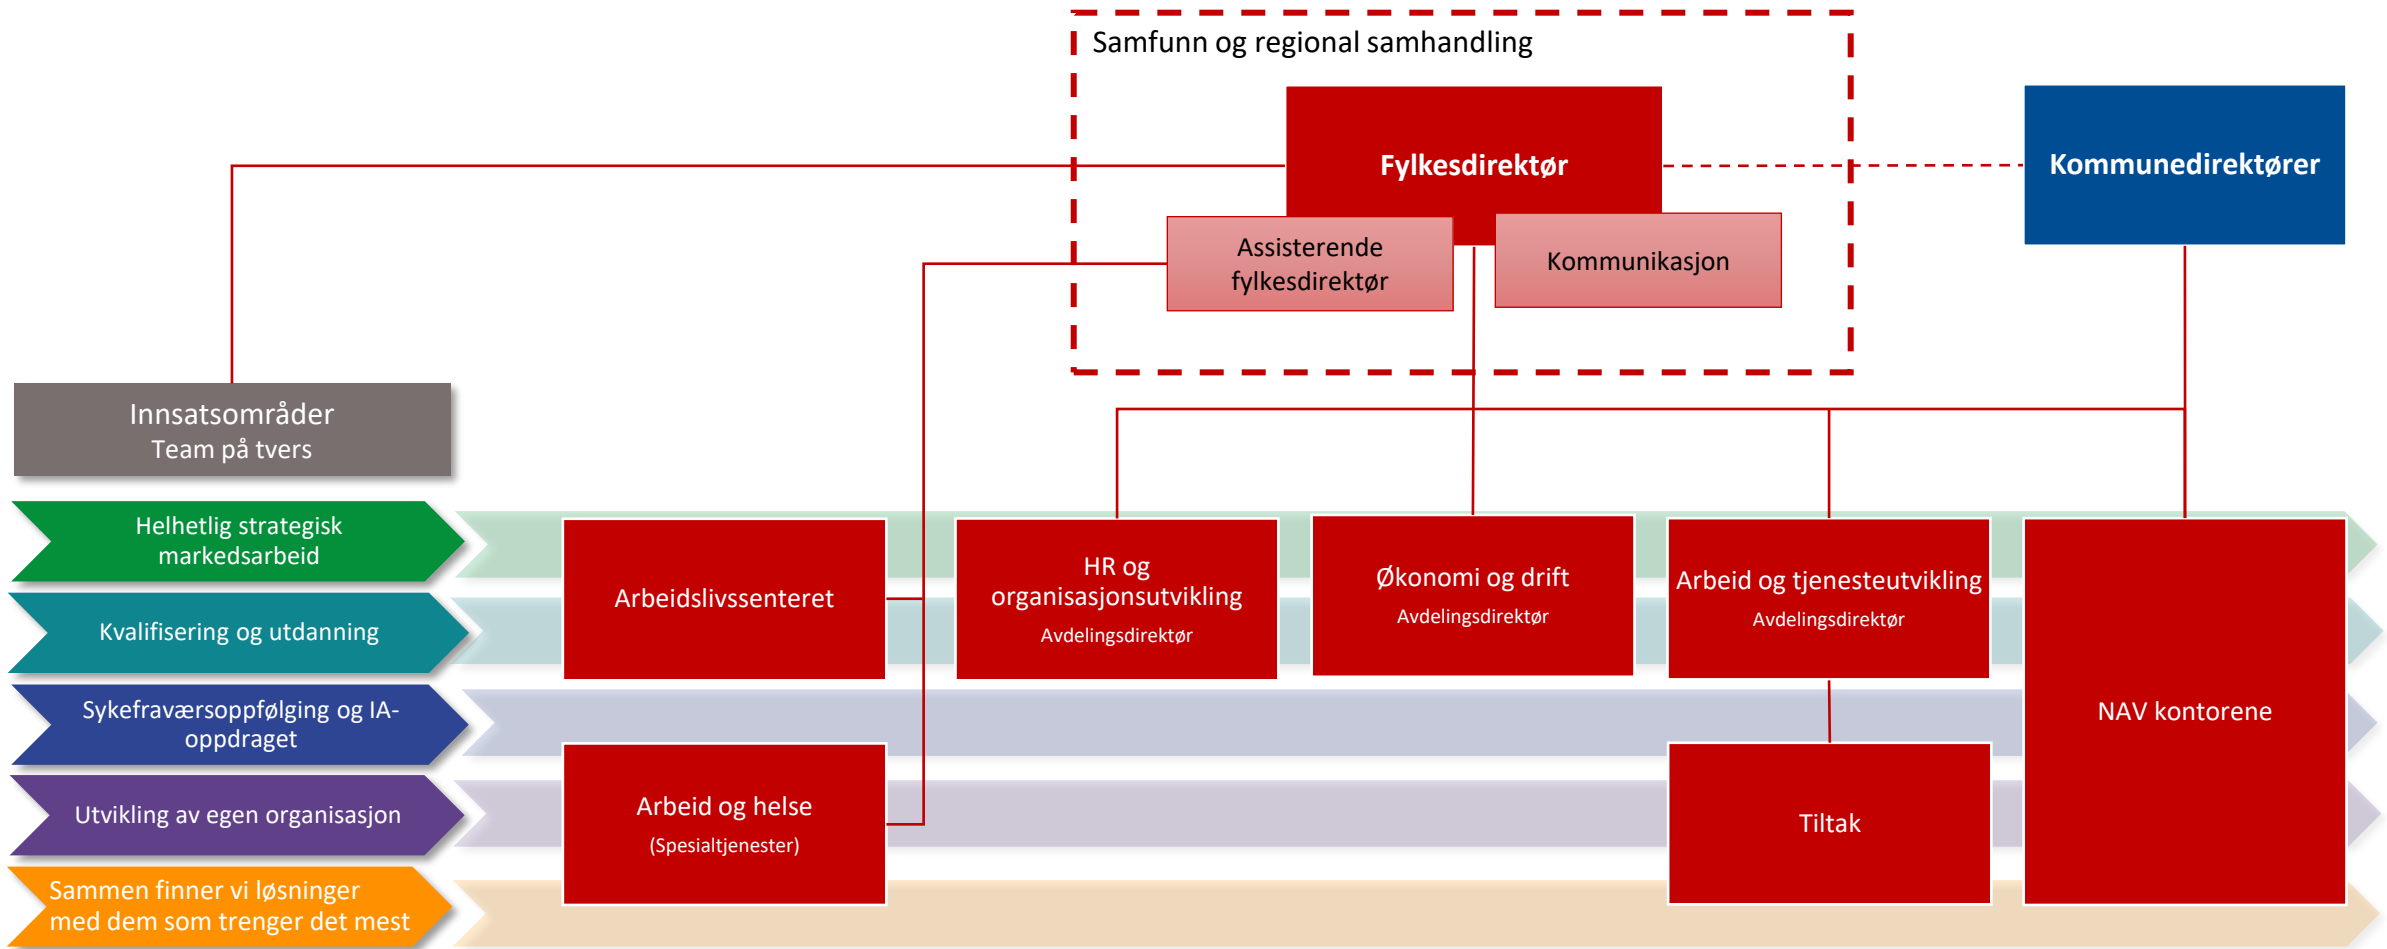 Samfunn og regional samhandling
Fylkesdirektør
Kommunedirektører
Assisterende
fylkesdirektør
Kommunikasjon
Innsatsområder
Team på tvers
Helhetlig strategisk
markedsarbeid
Kvalifisering og utdanning
Sykefraværsoppfølging og IA-
oppdraget
Utvikling av egen organisasjon
Sammen finner vi løsninger
med dem som trenger det mest
Arbeidslivssenteret
HR og
organisasjonsutvikling
Avdelingsdirektør
Økonomi og drift
Avdelingsdirektør
Arbeid og tjenesteutvikling
Avdelingsdirektør
NAV kontorene
Arbeid og helse
(Spesialtjenester)
Tiltak